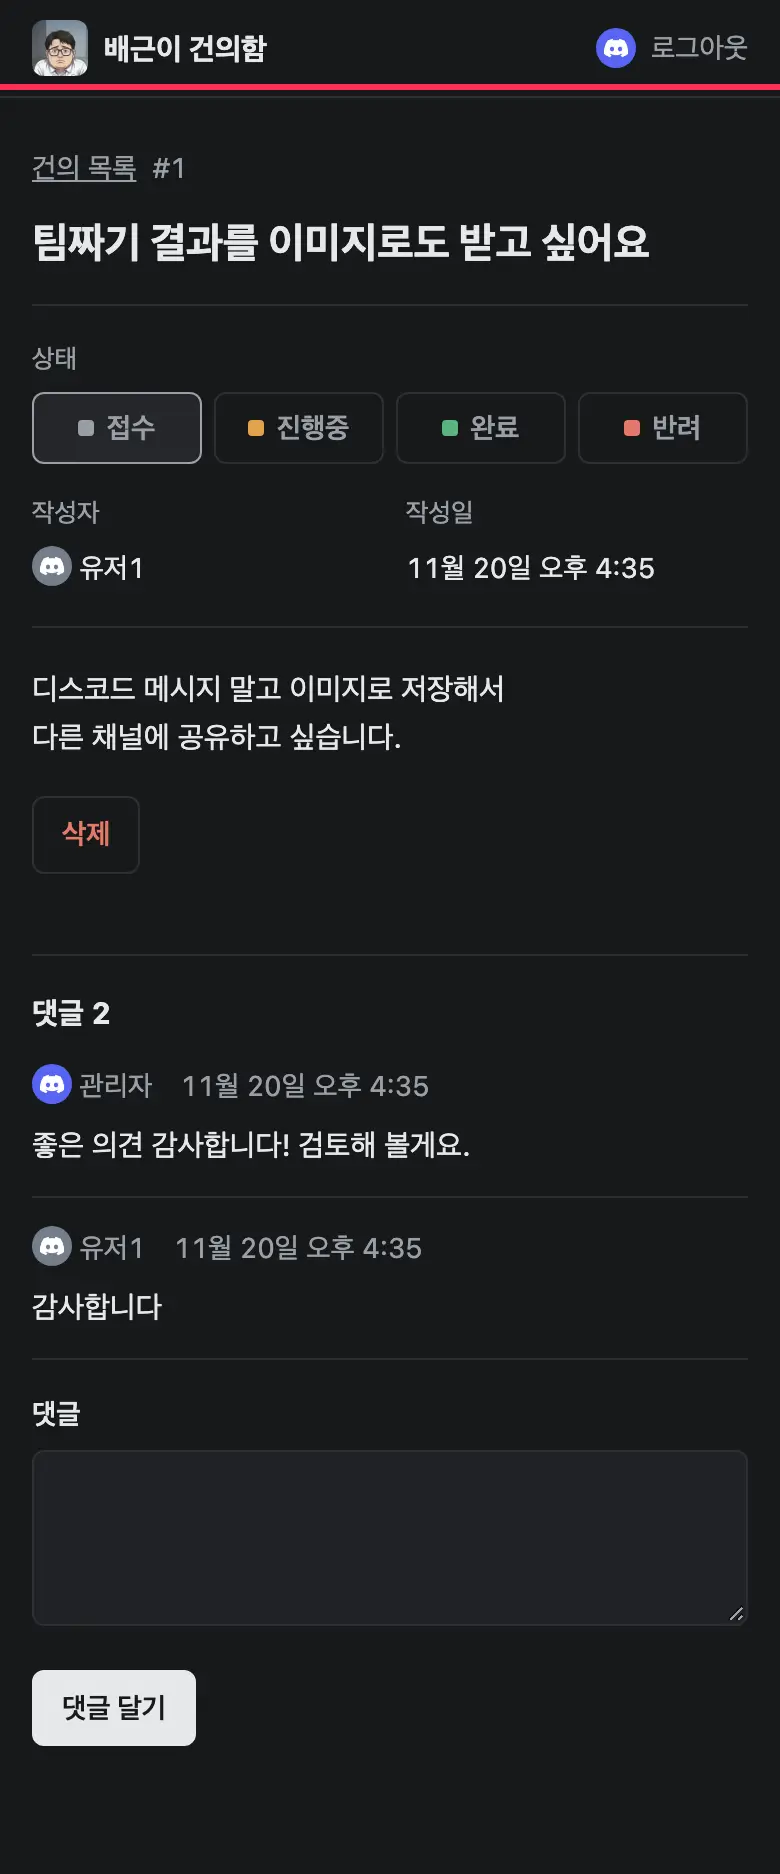 배근이 건의함
로그아웃
건의 목록 #1
팀짜기 결과를 이미지로도 받고 싶어요
상태
접수
진행중
완료
반려
작성자
작성일
유저1
11월 20일 오후 4:35
디스코드 메시지 말고 이미지로 저장해서
다른 채널에 공유하고 싶습니다.
삭제
댓글 2
관리자 11월 20일 오후 4:35
좋은 의견 감사합니다! 검토해 볼게요.
유저1 11월 20일 오후 4:35
감사합니다
댓글
댓글 달기